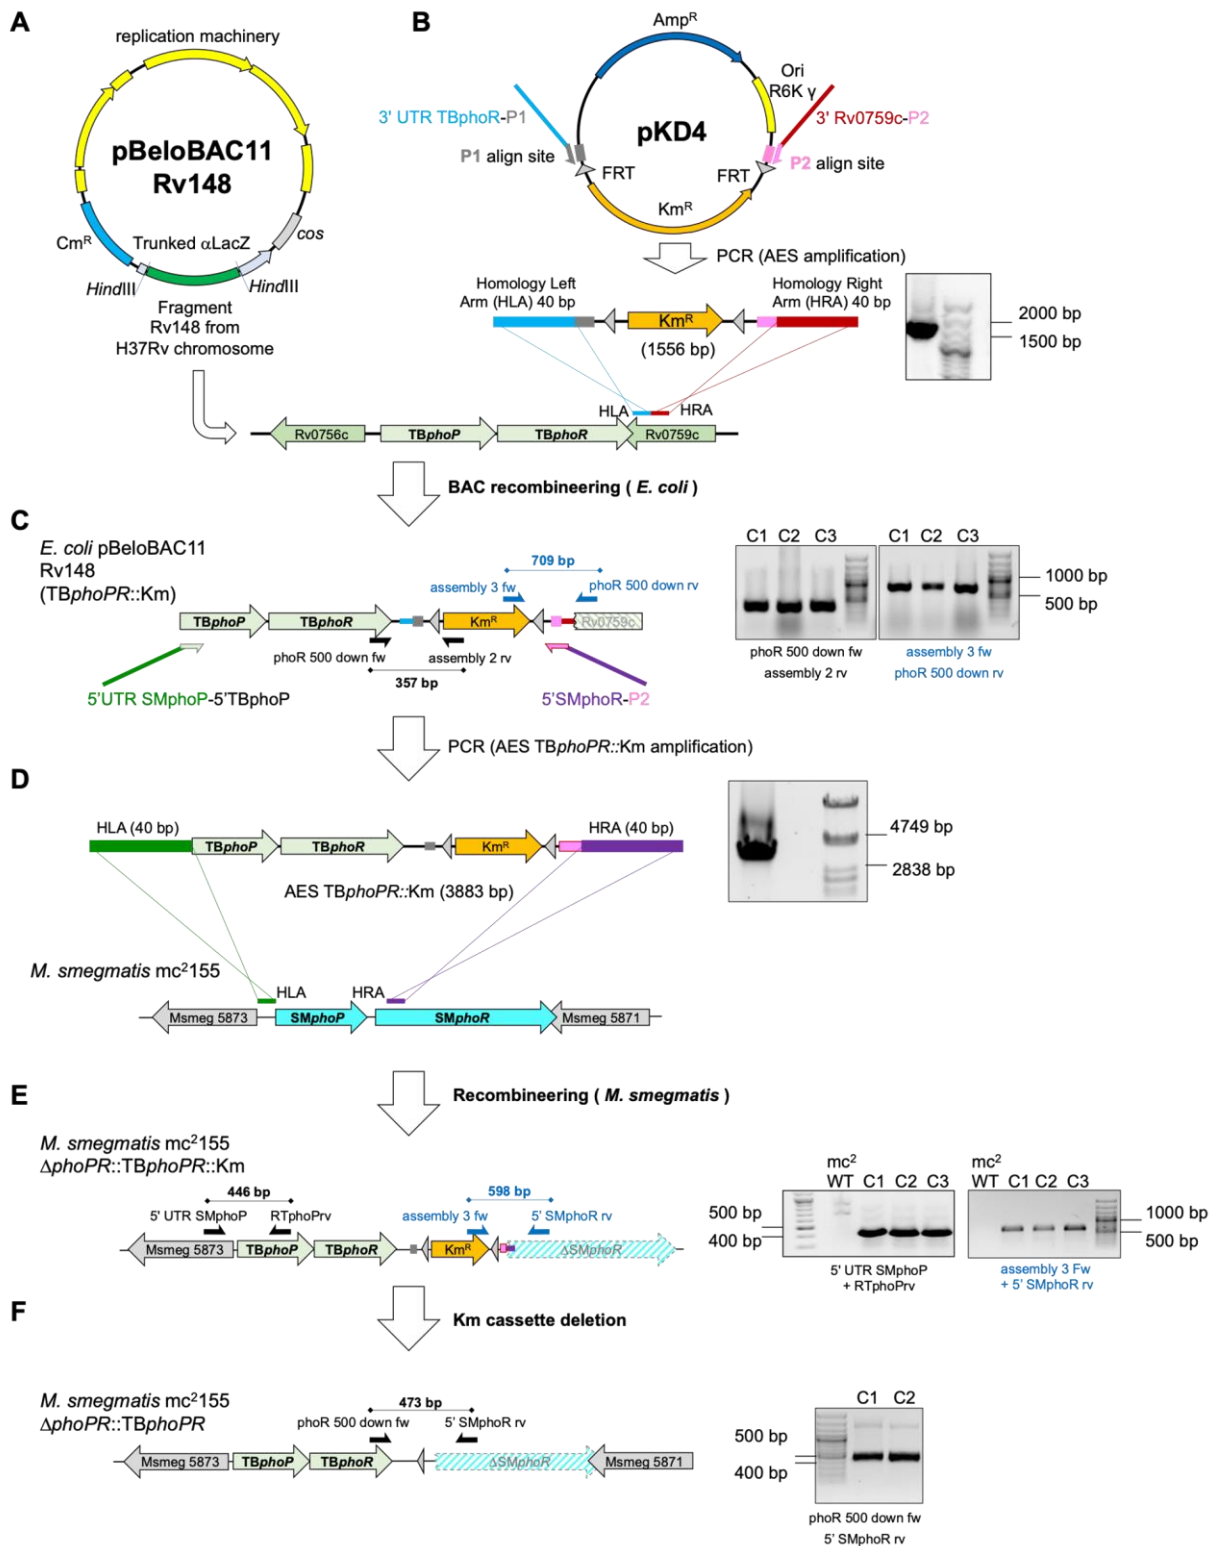 A
replication machinery
pBeloBAC11
Rv148
CmR
Trunked αLacZ
cos
HindIII
HindIII
Fragment
Rv148 from
H37Rv chromosome
B
AmpR
Ori
R6K γ
3' UTR TBphoR-P1
3' Rv0759c-P2
pKD4
P1 align site
P2 align site
FRT
FRT
KmR
PCR (AES amplification)
Homology Left
Arm (HLA) 40 bp
Homology Right
Arm (HRA) 40 bp
KmR
(1556 bp)
2000 bp
1500 bp
HLA
HRA
Rv0756c
TBphoP
TBphoR
Rv0759c
BAC recombineering ( E. coli )
C
E. coli pBeloBAC11
Rv148
(TBphoPR::Km)
709 bp
assembly 3 fw
phoR 500 down rv
TBphoP
TBphoR
KmR
Rv0759c
phoR 500 down fw
assembly 2 rv
357 bp
5'UTR SMphoP-5'TBphoP
5'SMphoR-P2
C1 C2 C3
C1 C2 C3
1000 bp
500 bp
phoR 500 down fw
assembly 2 rv
assembly 3 fw
phoR 500 down rv
PCR (AES TBphoPR::Km amplification)
D
HLA (40 bp)
HRA (40 bp)
TBphoP
TBphoR
KmR
AES TBphoPR::Km (3883 bp)
4749 bp
2838 bp
M. smegmatis mc2155
HLA
HRA
Msmeg 5873
SMphoP
SMphoR
Msmeg 5871
Recombineering ( M. smegmatis )
E
M. smegmatis mc2155
ΔphoPR::TBphoPR::Km
446 bp
598 bp
5' UTR SMphoP
RTphoPrv
assembly 3 fw
5' SMphoR rv
Msmeg 5873
TBphoP
TBphoR
KmR
ΔSMphoR
mc2
WT C1 C2 C3
mc2
WT C1 C2 C3
500 bp
400 bp
1000 bp
500 bp
5' UTR SMphoP
+ RTphoPrv
assembly 3 Fw
+ 5' SMphoR rv
F
Km cassette deletion
M. smegmatis mc2155
ΔphoPR::TBphoPR
473 bp
phoR 500 down fw
5' SMphoR rv
Msmeg 5873
TBphoP
TBphoR
ΔSMphoR
Msmeg 5871
C1 C2
500 bp
400 bp
phoR 500 down fw
5' SMphoR rv